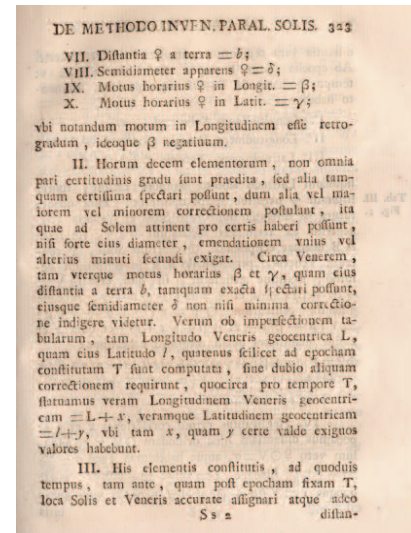 DE METHODO INVEN. PARAL. SOLIS. 323
VII. Diſtantia ♀ a terra = b;
VIII. Semidiameter apparens ♀ = δ;
IX. Motus horarius ♀ in Longit. = β;
X. Motus horarius ♀ in Latit. = γ;
vbi notandum motum in Longitudinem eſſe retro-
gradum, ideoque β negatinum.
II. Horum decem elementorum, non omnia
pari certitudinis gradu ſunt praedita, ſed alia tam-
quam certiſſima ſpectari poſſunt, dum alia vel ma-
iorem vel minorem correctionem poſtulant, ita
quae ad Solem attinent pro certis haberi poſſunt,
niſi forte eius diameter, emendationem vnius vel
alterius minuti ſecundi exigat. Circa Venerem,
tam vterque motus horarius β et γ, quam eius
diſtantia a terra b, tamquam exacta ſpectari poſſunt,
eiusque ſemidiameter δ non niſi minima correctio-
ne indigere videtur. Verum ob imperfectionem ta-
bularum, tam Longitudo Veneris geocentrica L,
quam eius Latitudo l, quatenus ſcilicet ad epocham
conſtitutam T ſunt computata, ſine dubio aliquam
correctionem requirunt, quocirca pro tempore T,
ſtatuamus veram Longitudinem Veneris geocentri-
cam = L + x, veramque Latitudinem geocentricam
= l + y, vbi tam x, quam y certe valde exiguos
valores habebunt.
III. His elementis conſtitutis, ad quoduis
tempus, tam ante, quam poſt epocham fixam T,
loca Solis et Veneris accurate aſſignari atque adeo
S s 2 diſtan-